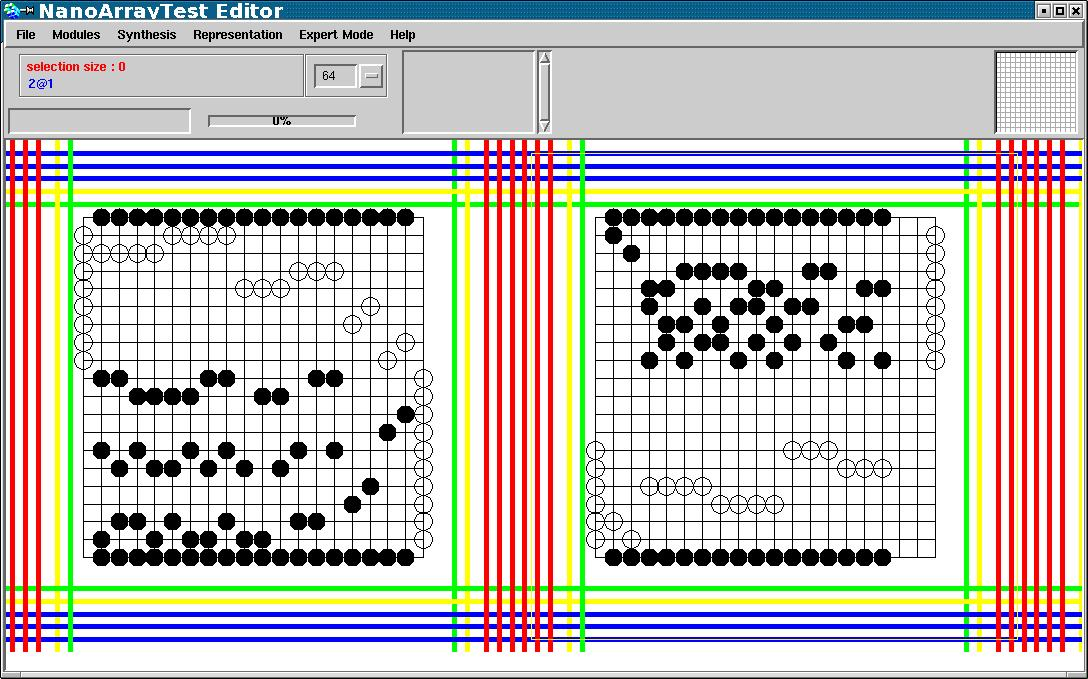 NanoArrayTest Editor
File Modules Synthesis Representation Expert Mode Help
selection size : 0
64
2@1
0%